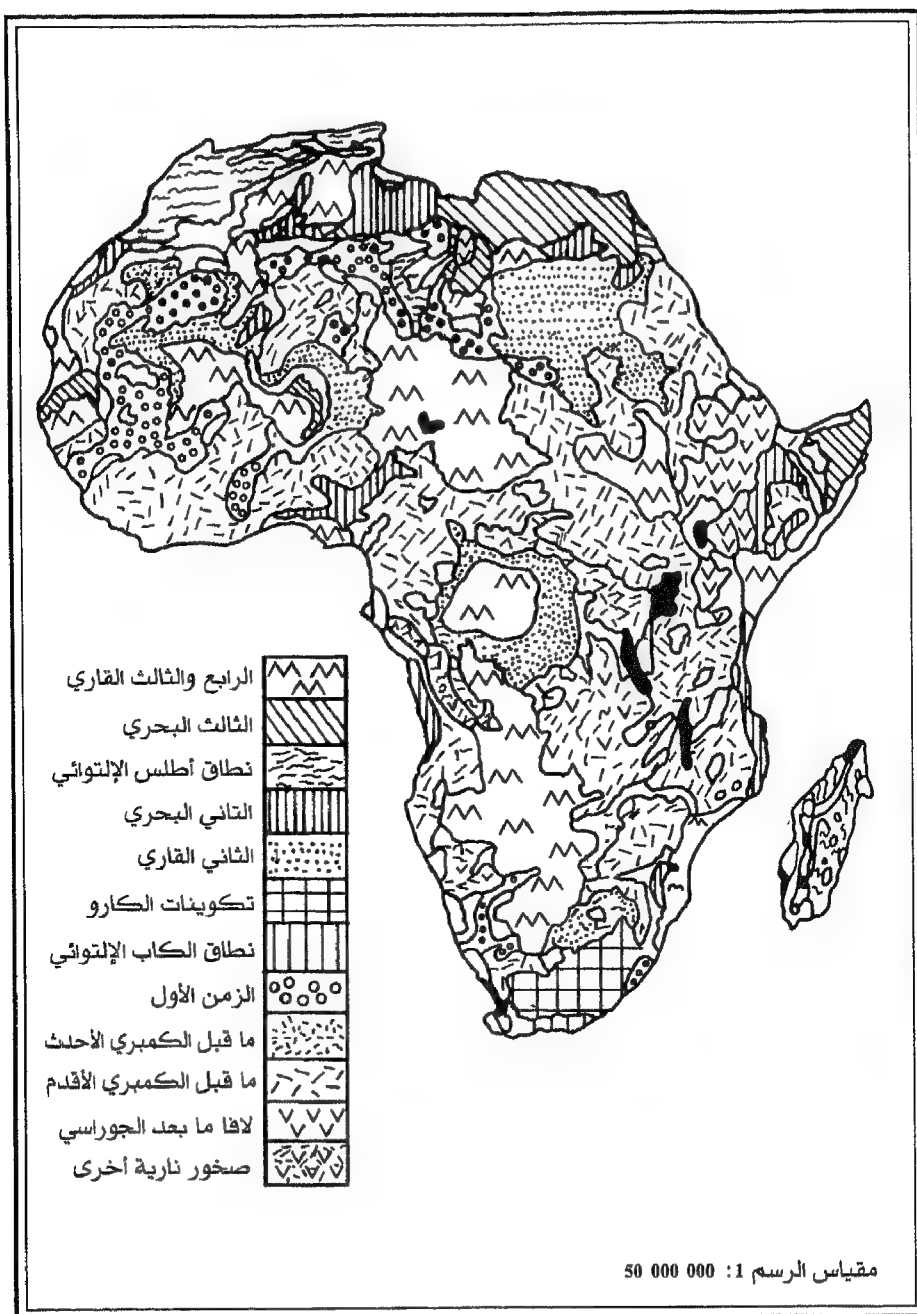 الرابع والثالث القاري
الثالث البحري
نطاق أطلس الإلتوائي
التاني البحري
الثاني القاري
تكوينات الكارو
نطاق الكاب الإلتوائي
الزمن الأول
ما قبل الكمبري الأحدث
ما قبل الكمبري الأقدم
لافا ما بعد الجوراسي
صخور نارية أخرى
مقياس الرسم 1: 000 000 50